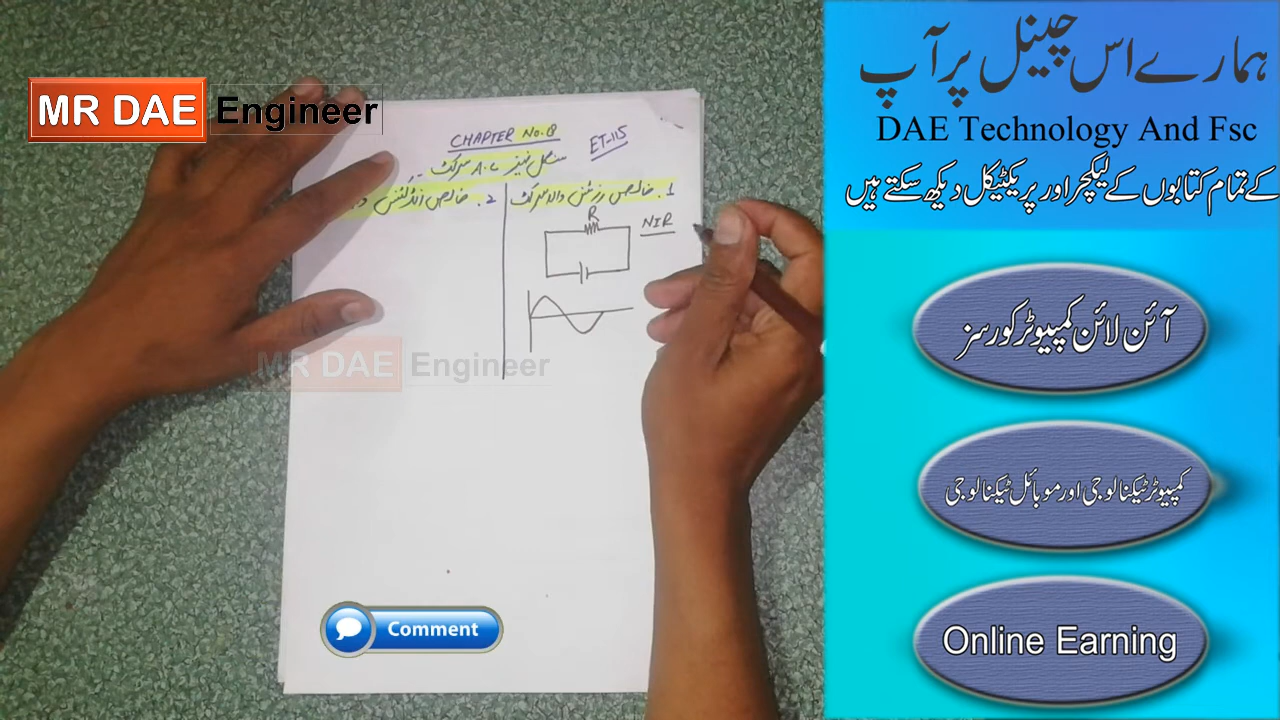 MR DAE Engineer
CHAPTER No.8
ET-115
سنگل فیز A.C سرکٹ
1. خالص رزسٹنس والا سرکٹ
R
NIR
2. خالص انڈکٹنس
MR DAE Engineer
Comment
ہمارے اس چینل پر آپ
DAE Technology And Fsc
کے تمام کتابوں کے لیکچر اور پریکٹیکل دیکھ سکتے ہیں
آئن لائن کمپیوٹر کورسز
کمپیوٹر ٹیکنالوجی اور موبائل ٹیکنالوجی
Online Earning